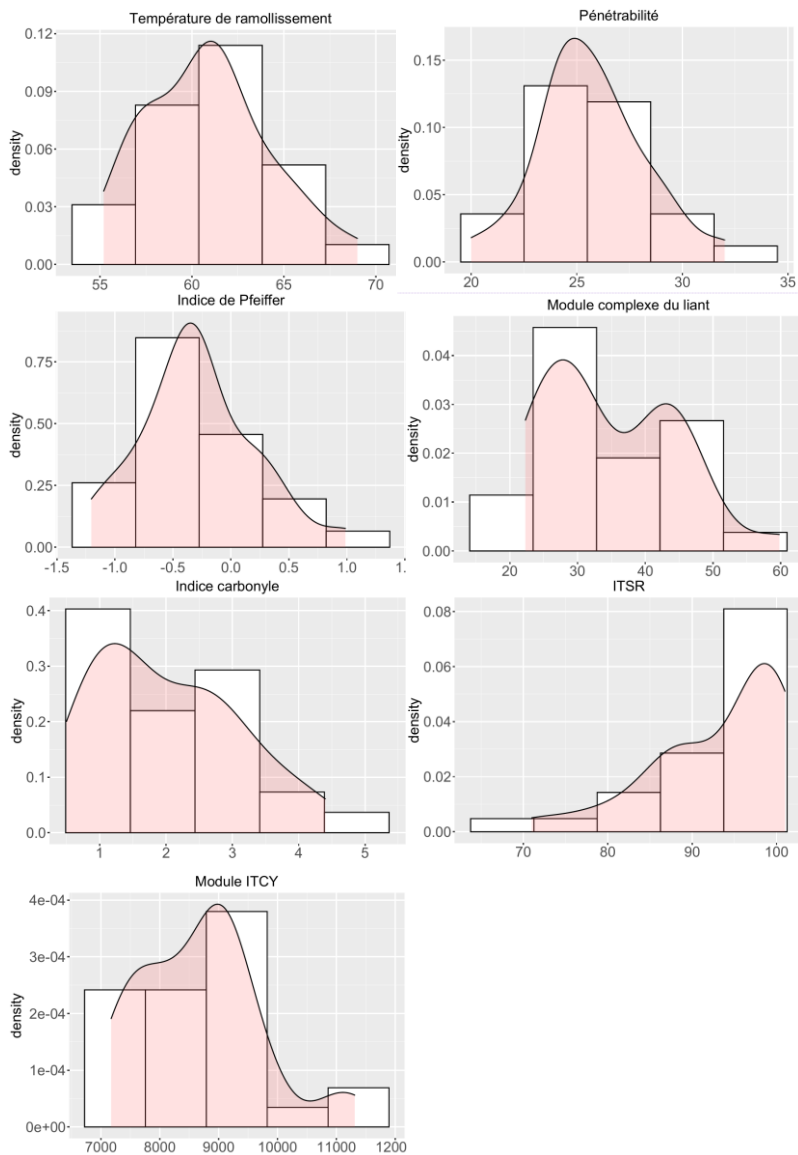 Température de ramollissement
density
0.12
0.09
0.06
0.03
0.00
55 60 65 70
Pénétrabilité
density
0.15
0.10
0.05
0.00
20 25 30 35
Indice de Pfeiffer
density
0.75
0.50
0.25
0.00
-1.5 -1.0 -0.5 0.0 0.5 1.0 1.
Module complexe du liant
density
0.04
0.03
0.02
0.01
0.00
20 30 40 50 60
Indice carbonyle
density
0.4
0.3
0.2
0.1
0.0
1 2 3 4 5
ITSR
density
0.08
0.06
0.04
0.02
0.00
70 80 90 100
Module ITCY
density
4e-04
3e-04
2e-04
1e-04
0e+00
7000 8000 9000 10000 11000 1200